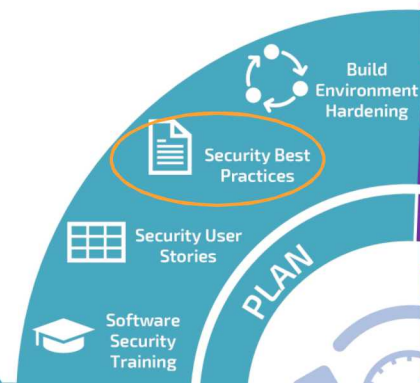 Build
Environment
Hardening
Security Best
Practices
Security User
Stories
PLAN
Software
Security
Training